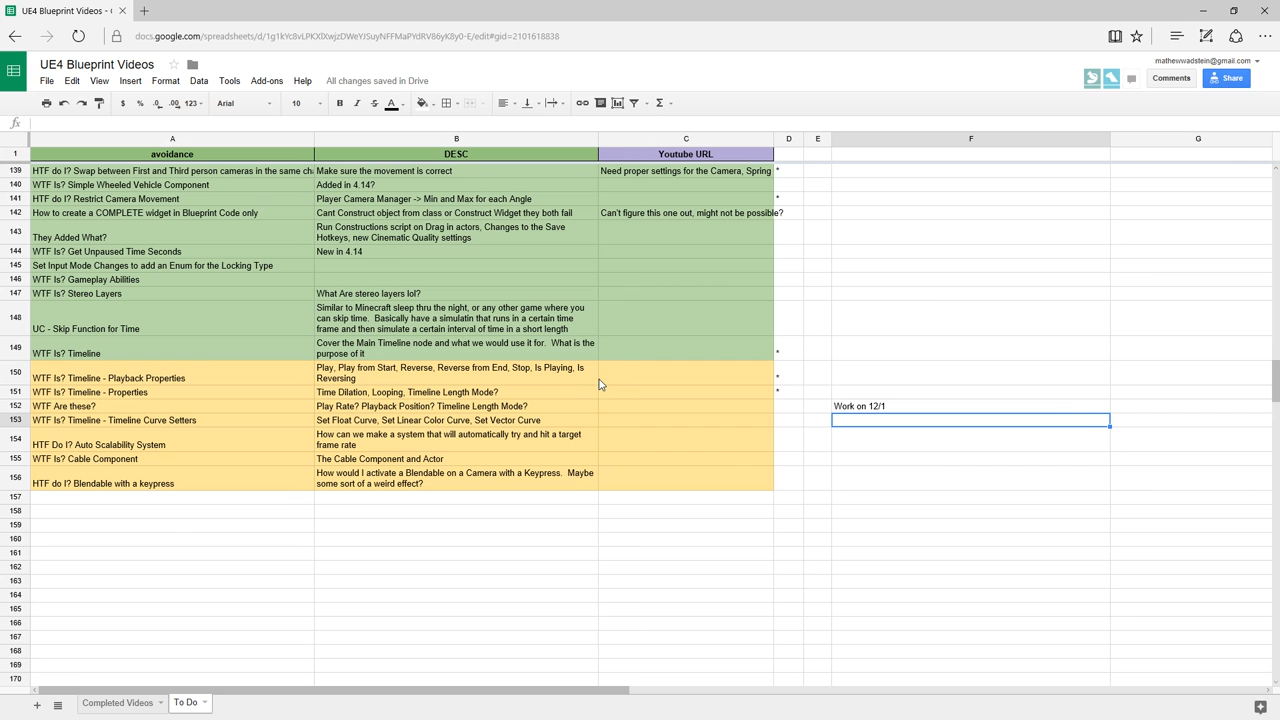 UE4 Blueprint Videos - G
docs.google.com/spreadsheets/d/1g1kYc8vLPKXlXwjzDWeYJSuyNFFMaPYdRV86yK8y0-E/edit#gid=2101618838
UE4 Blueprint Videos
mathewwadstein@gmail.com
File Edit View Insert Format Data Tools Add-ons Help All changes saved in Drive
Comments Share
$ % .0 .00 123 Arial 10 B I S A
fx
A B C D E F G
1 avoidance DESC Youtube URL
139 HTF do I? Swap between First and Third person cameras in the same cha Make sure the movement is correct Need proper settings for the Camera, Spring *
140 WTF Is? Simple Wheeled Vehicle Component Added in 4.14?
141 HTF do I? Restrict Camera Movement Player Camera Manager -> Min and Max for each Angle *
142 How to create a COMPLETE widget in Blueprint Code only Cant Construct object from class or Construct Widget they both fail Can't figure this one out, might not be possible?
143 They Added What? Run Constructions script on Drag in actors, Changes to the Save
Hotkeys, new Cinematic Quality settings
144 WTF Is? Get Unpaused Time Seconds New in 4.14
145 Set Input Mode Changes to add an Enum for the Locking Type
146 WTF Is? Gameplay Abilities
147 WTF Is? Stereo Layers What Are stereo layers lol?
148 UC - Skip Function for Time Similar to Minecraft sleep thru the night, or any other game where you
can skip time. Basically have a simulatin that runs in a certain time
frame and then simulate a certain interval of time in a short length
149 WTF Is? Timeline Cover the Main Timeline node and what we would use it for. What is the
purpose of it *
150 WTF Is? Timeline - Playback Properties Play, Play from Start, Reverse, Reverse from End, Stop, Is Playing, Is
Reversing *
151 WTF Is? Timeline - Properties Time Dilation, Looping, Timeline Length Mode? *
152 WTF Are these? Play Rate? Playback Position? Timeline Length Mode? Work on 12/1
153 WTF Is? Timeline - Timeline Curve Setters Set Float Curve, Set Linear Color Curve, Set Vector Curve
154 HTF Do I? Auto Scalability System How can we make a system that will automatically try and hit a target
frame rate
155 WTF Is? Cable Component The Cable Component and Actor
156 HTF do I? Blendable with a keypress How would I activate a Blendable on a Camera with a Keypress. Maybe
some sort of a weird effect?
157
158
159
160
161
162
163
164
165
166
167
168
169
170
Completed Videos To Do